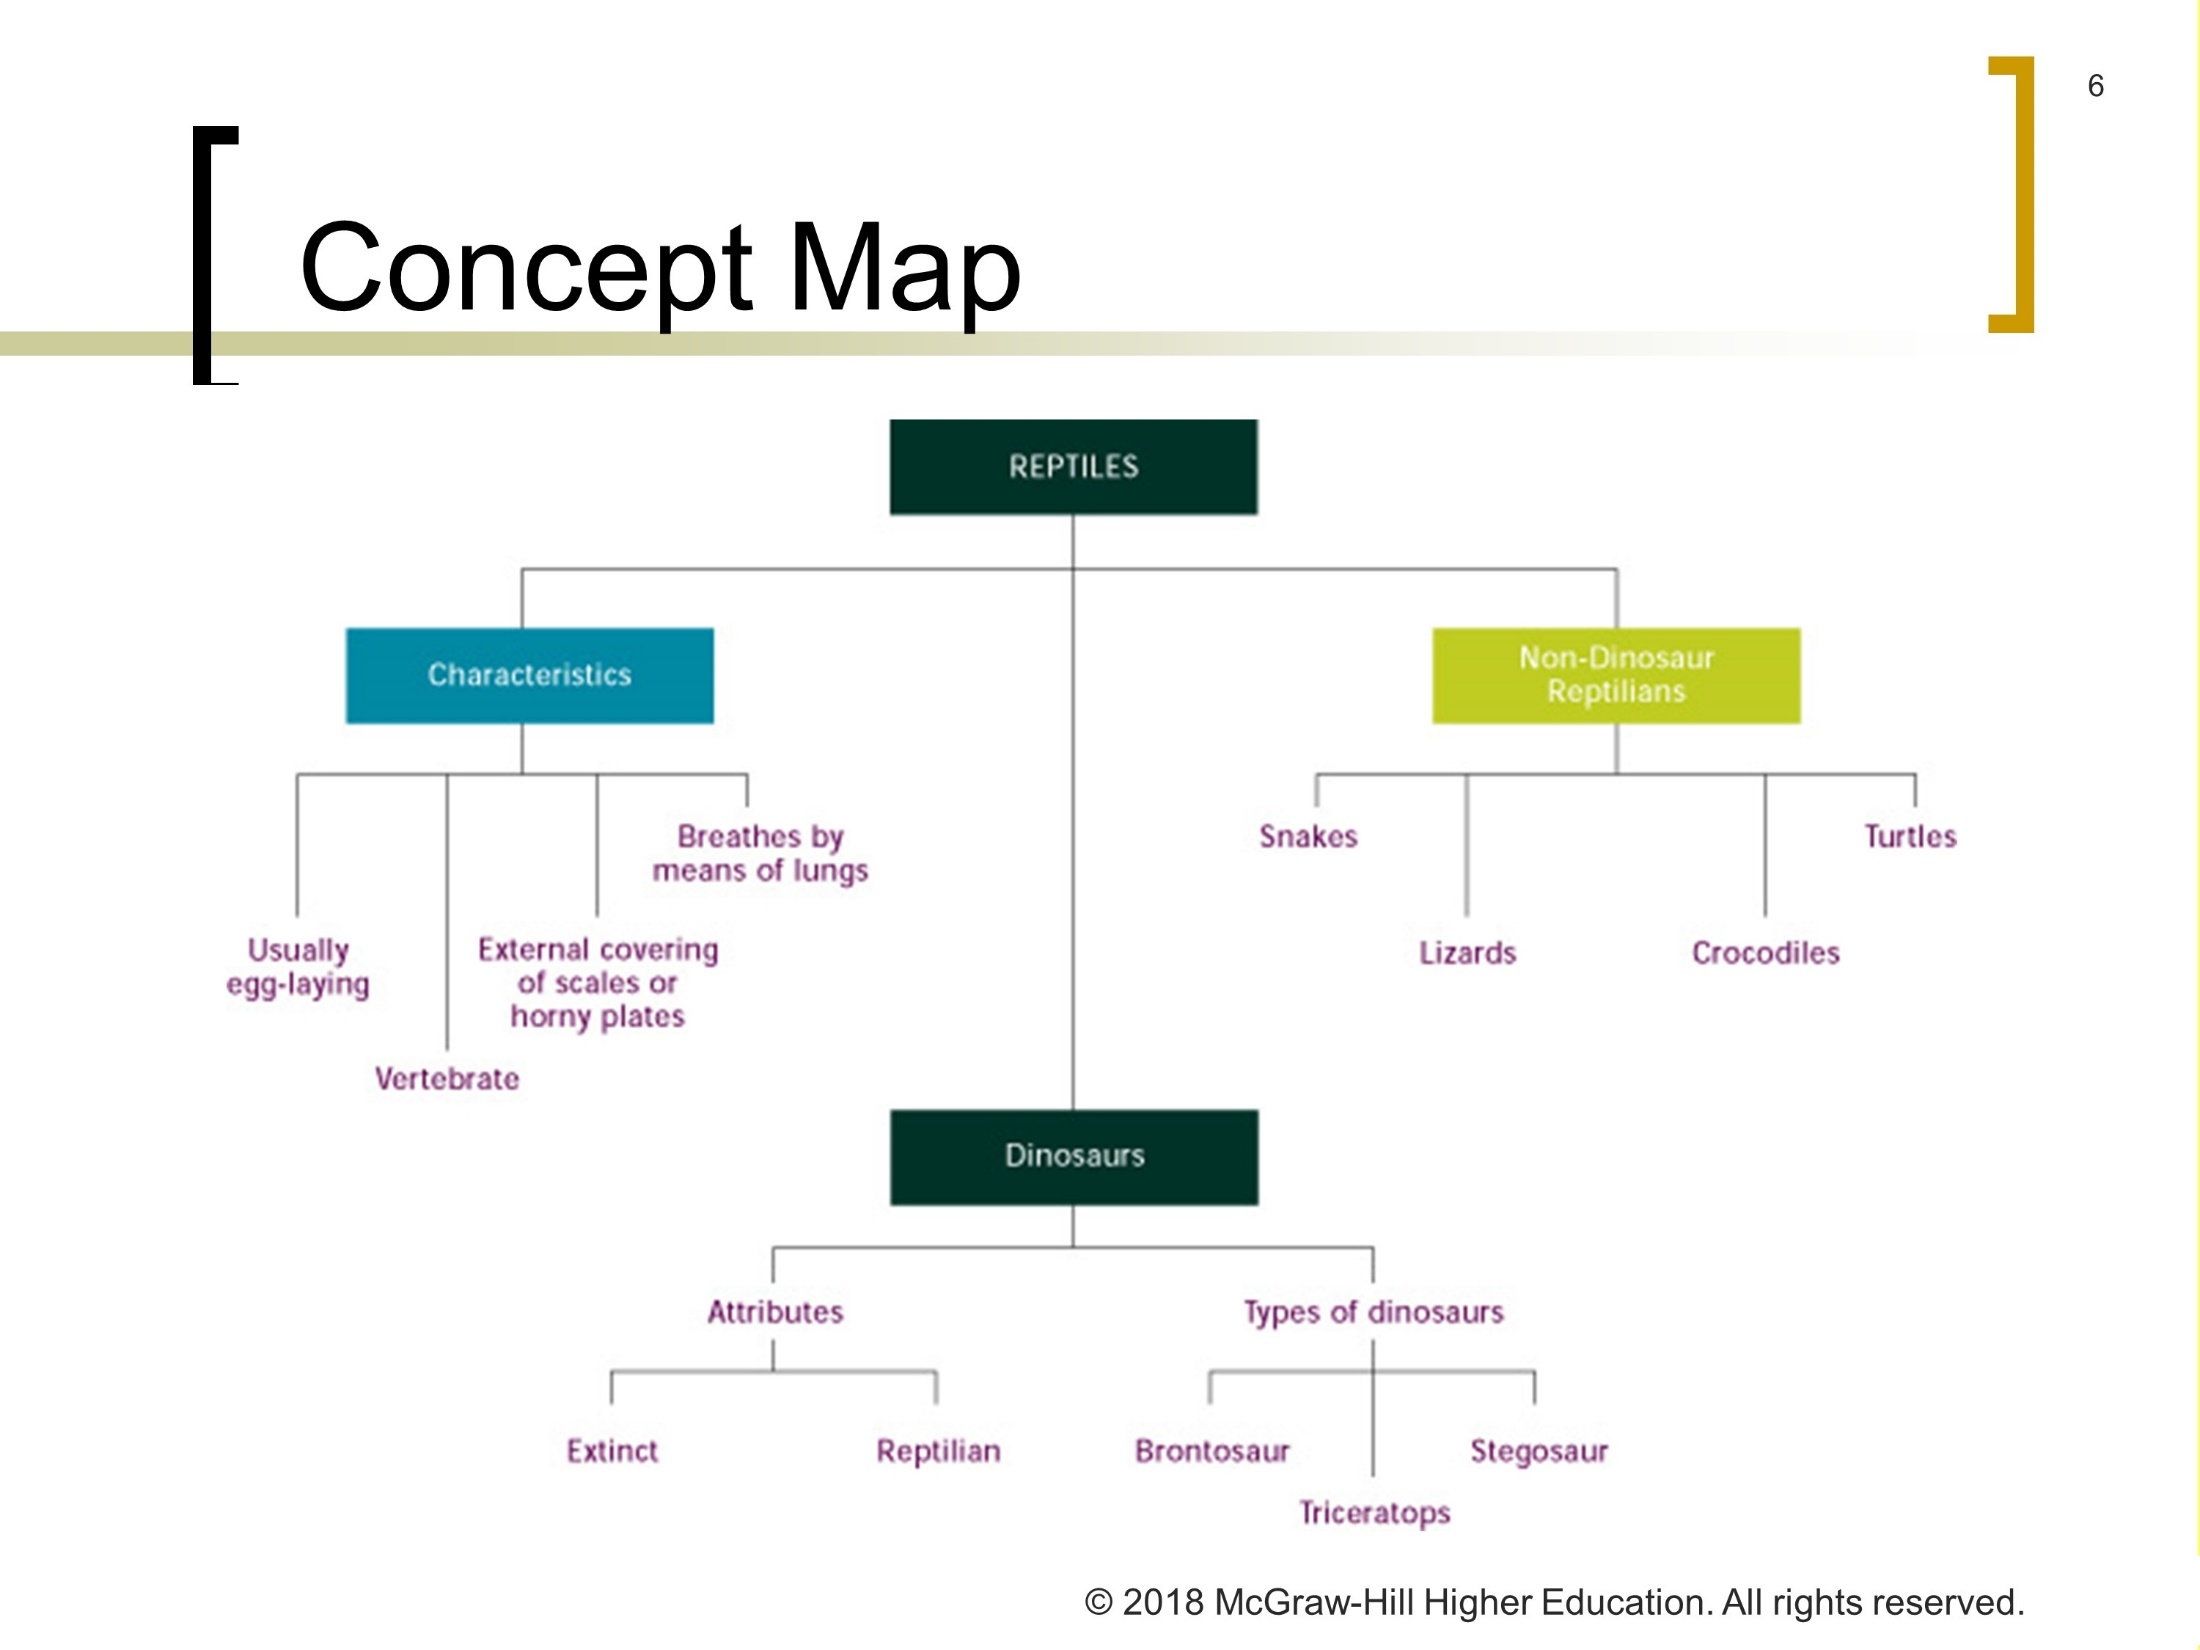 6
Concept Map
REPTILES
Characteristics
Non-Dinosaur
Reptilians
Breathes by
means of lungs
Usually
egg-laying
External covering
of scales or
horny plates
Vertebrate
Snakes
Turtles
Lizards
Crocodiles
Dinosaurs
Attributes
Types of dinosaurs
Extinct
Reptilian
Brontosaur
Stegosaur
Triceratops
© 2018 McGraw-Hill Higher Education. All rights reserved.